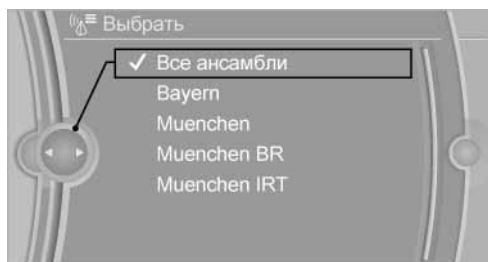 Выбрать
Все ансамбли
Bayern
Muenchen
Muenchen BR
Muenchen IRT